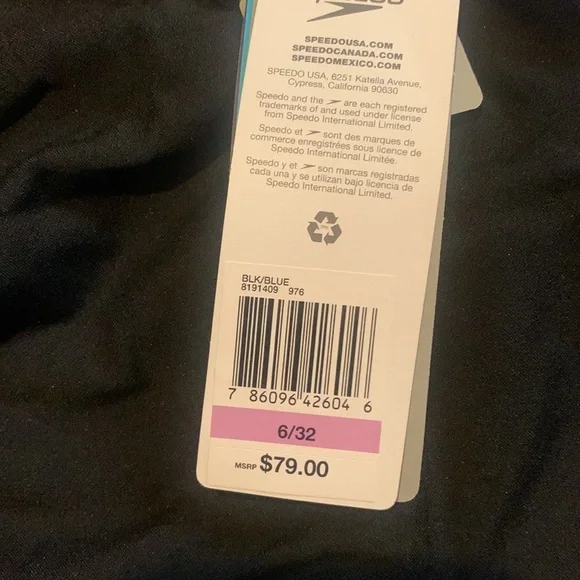 SPEEDOUSA.COM
SPEEDOCANADA.COM
SPEEDOMEXICO.COM
SPEEDO USA, 6251 Katella Avenue,
Cypress, California 90630
Speedo and the are each registered
trademarks of and used under license
from Speedo International Limited.
Speedo et sont des marques de
commerce enregistrées sous licence de
Speedo International Limitée.
Speedo y et son marcas registradas
cada una y se utilizan bajo licencia de
Speedo International Limited.
BLK/BLUE
8191409 976
7 86096 42604 6
6/32
MSRP $79.00